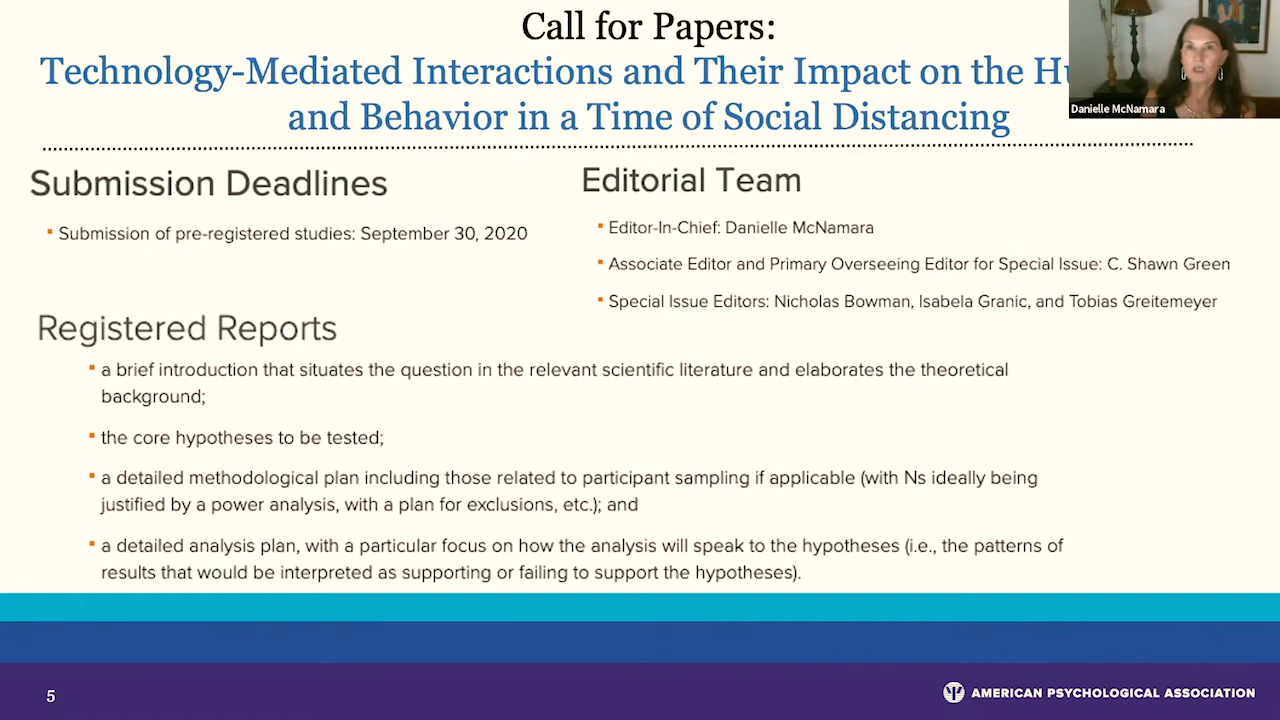 Call for Papers:
Technology-Mediated Interactions and Their Impact on the
and Behavior in a Time of Social Distancing
Danielle McNamara
Submission Deadlines
Submission of pre-registered studies: September 30, 2020
Editorial Team
Editor-In-Chief: Danielle McNamara
Associate Editor and Primary Overseeing Editor for Special Issue: C. Shawn Green
Special Issue Editors: Nicholas Bowman, Isabela Granic, and Tobias Greitemeyer
Registered Reports
a brief introduction that situates the question in the relevant scientific literature and elaborates the theoretical
background;
the core hypotheses to be tested;
a detailed methodological plan including those related to participant sampling if applicable (with Ns ideally being
justified by a power analysis, with a plan for exclusions, etc.); and
a detailed analysis plan, with a particular focus on how the analysis will speak to the hypotheses (i.e., the patterns of
results that would be interpreted as supporting or failing to support the hypotheses).
5
AMERICAN PSYCHOLOGICAL ASSOCIATION